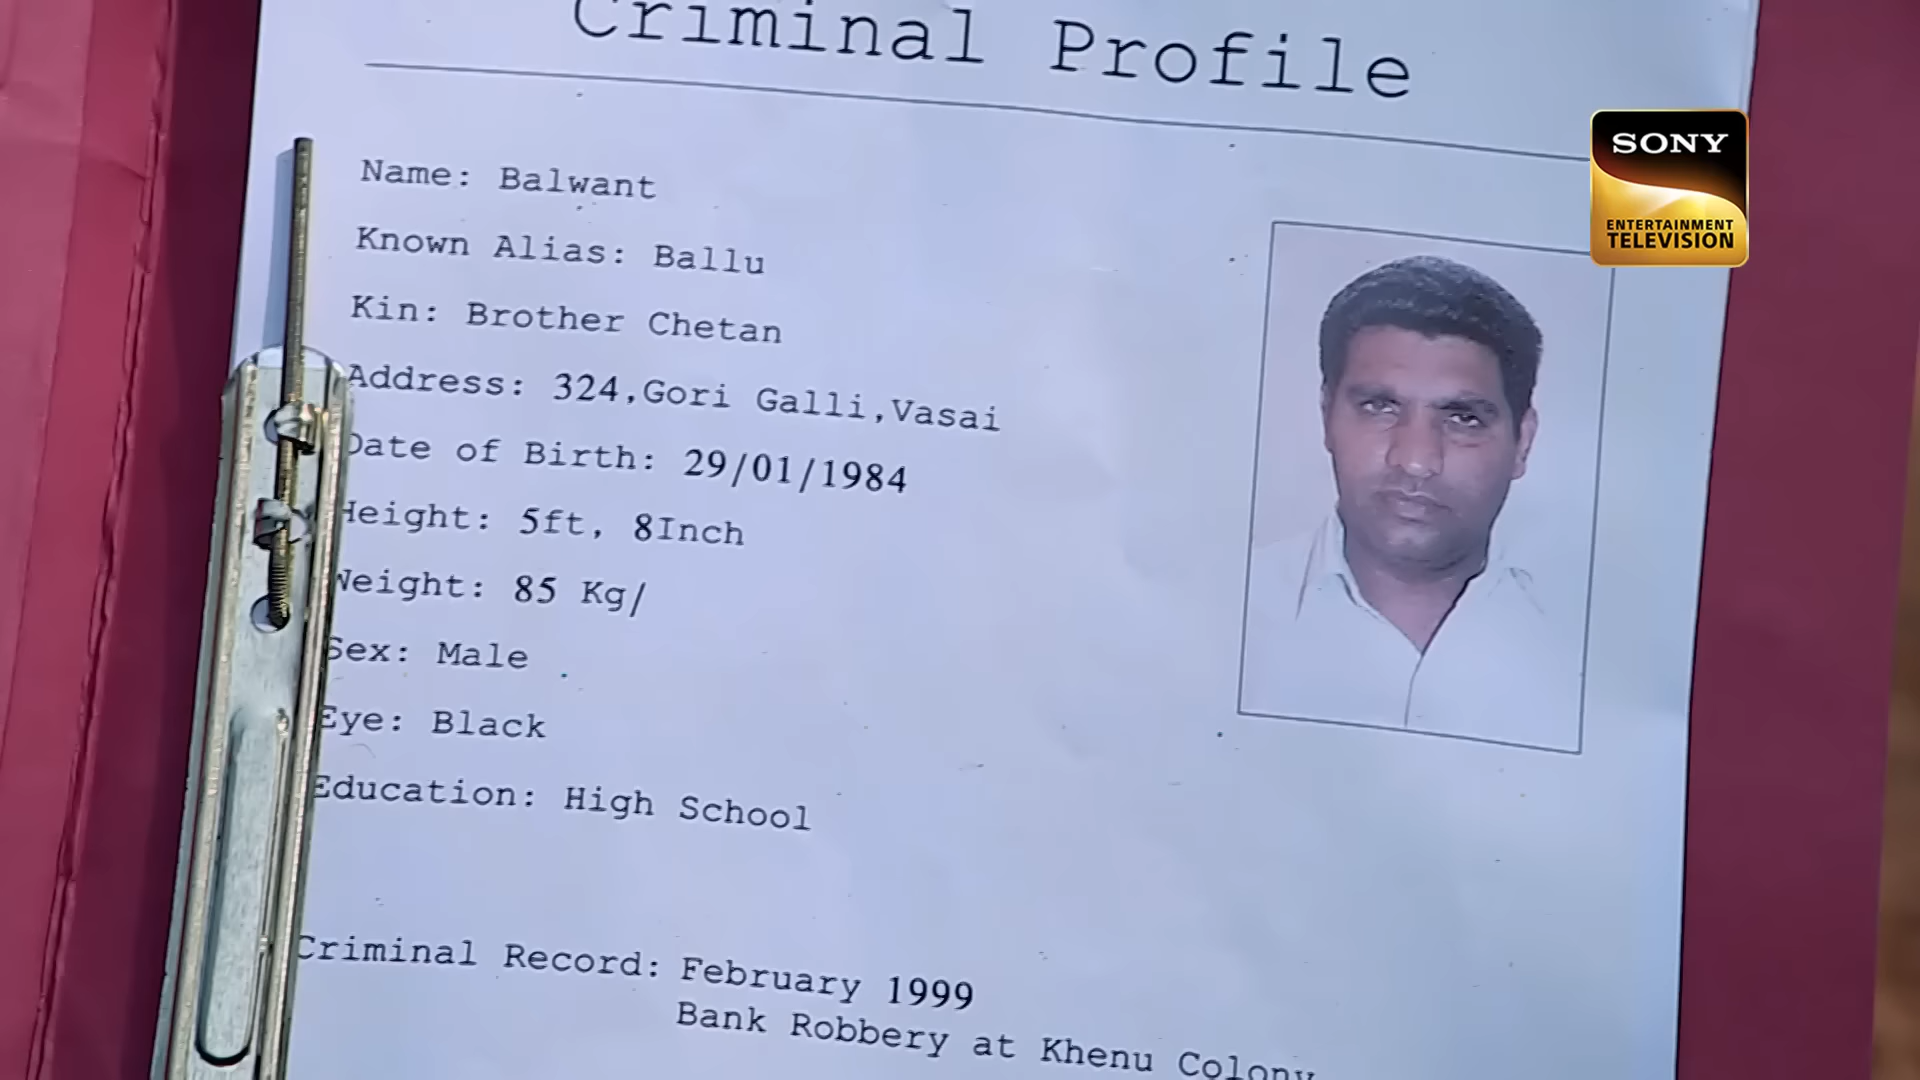 Criminal Profile
SONY
ENTERTAINMENT
TELEVISION
Name: Balwant
Known Alias: Ballu
Kin: Brother Chetan
Address: 324,Gori Galli,Vasai
Date of Birth: 29/01/1984
Height: 5ft, 8Inch
Weight: 85 Kg/
Sex: Male
Eye: Black
Education: High School
Criminal Record: February 1999
Bank Robbery at Khenu Colony